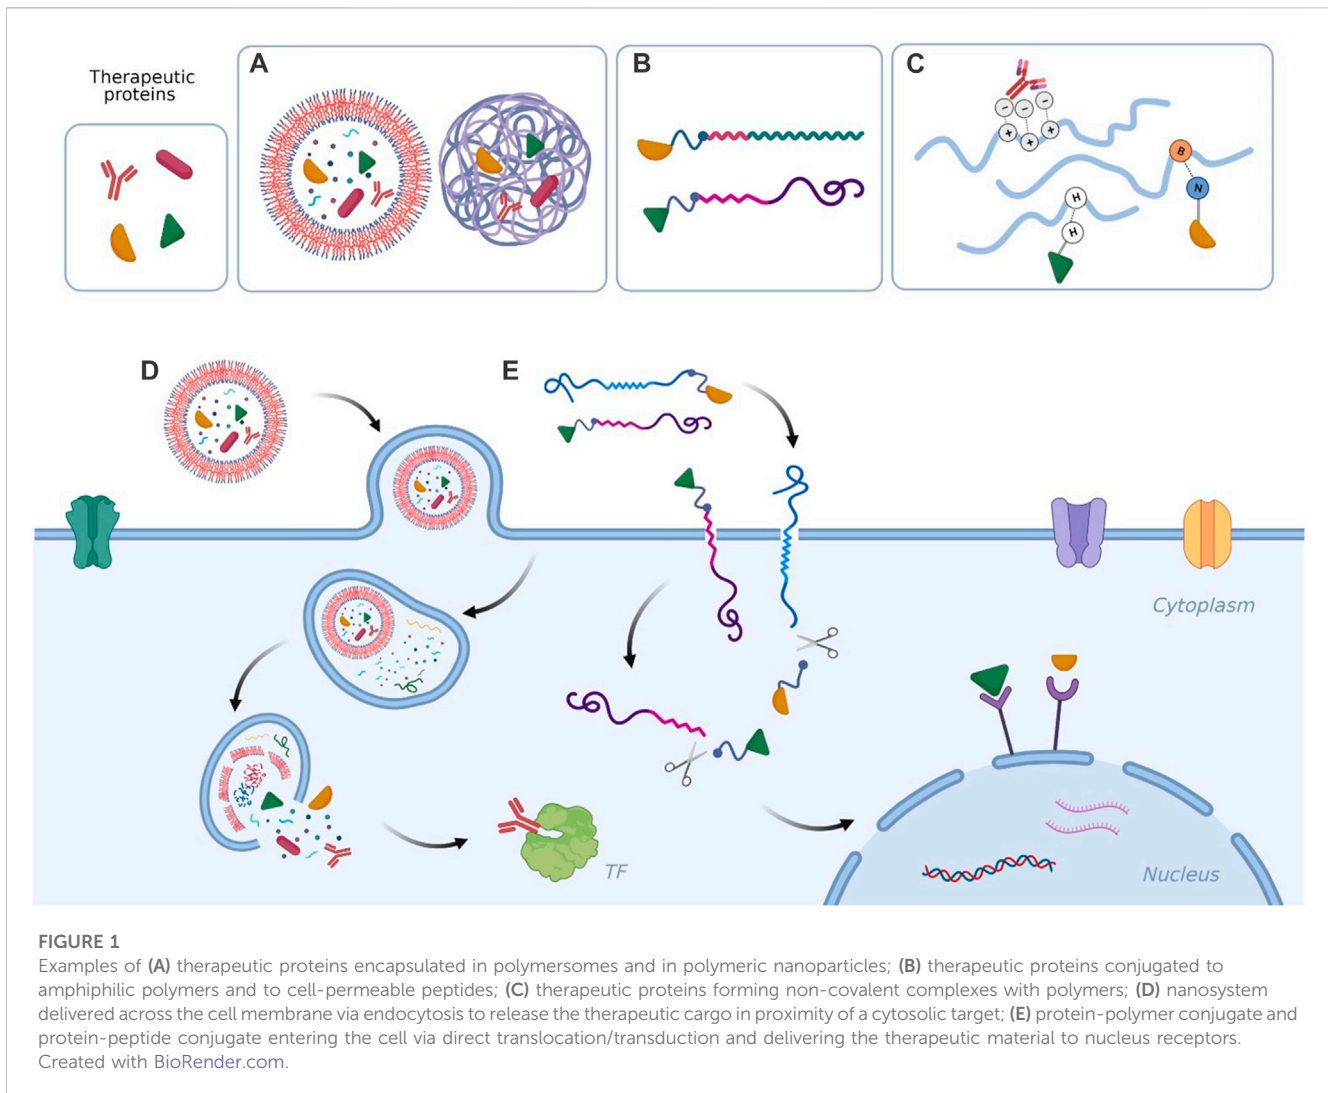 Therapeutic
proteins
A
B
C
− − −
+ + +
B
N
H
H
D
E
Cytoplasm
TF
Nucleus
FIGURE 1
Examples of (A) therapeutic proteins encapsulated in polymersomes and in polymeric nanoparticles; (B) therapeutic proteins conjugated to
amphiphilic polymers and to cell-permeable peptides; (C) therapeutic proteins forming non-covalent complexes with polymers; (D) nanosystem
delivered across the cell membrane via endocytosis to release the therapeutic cargo in proximity of a cytosolic target; (E) protein-polymer conjugate and
protein-peptide conjugate entering the cell via direct translocation/transduction and delivering the therapeutic material to nucleus receptors.
Created with BioRender.com.